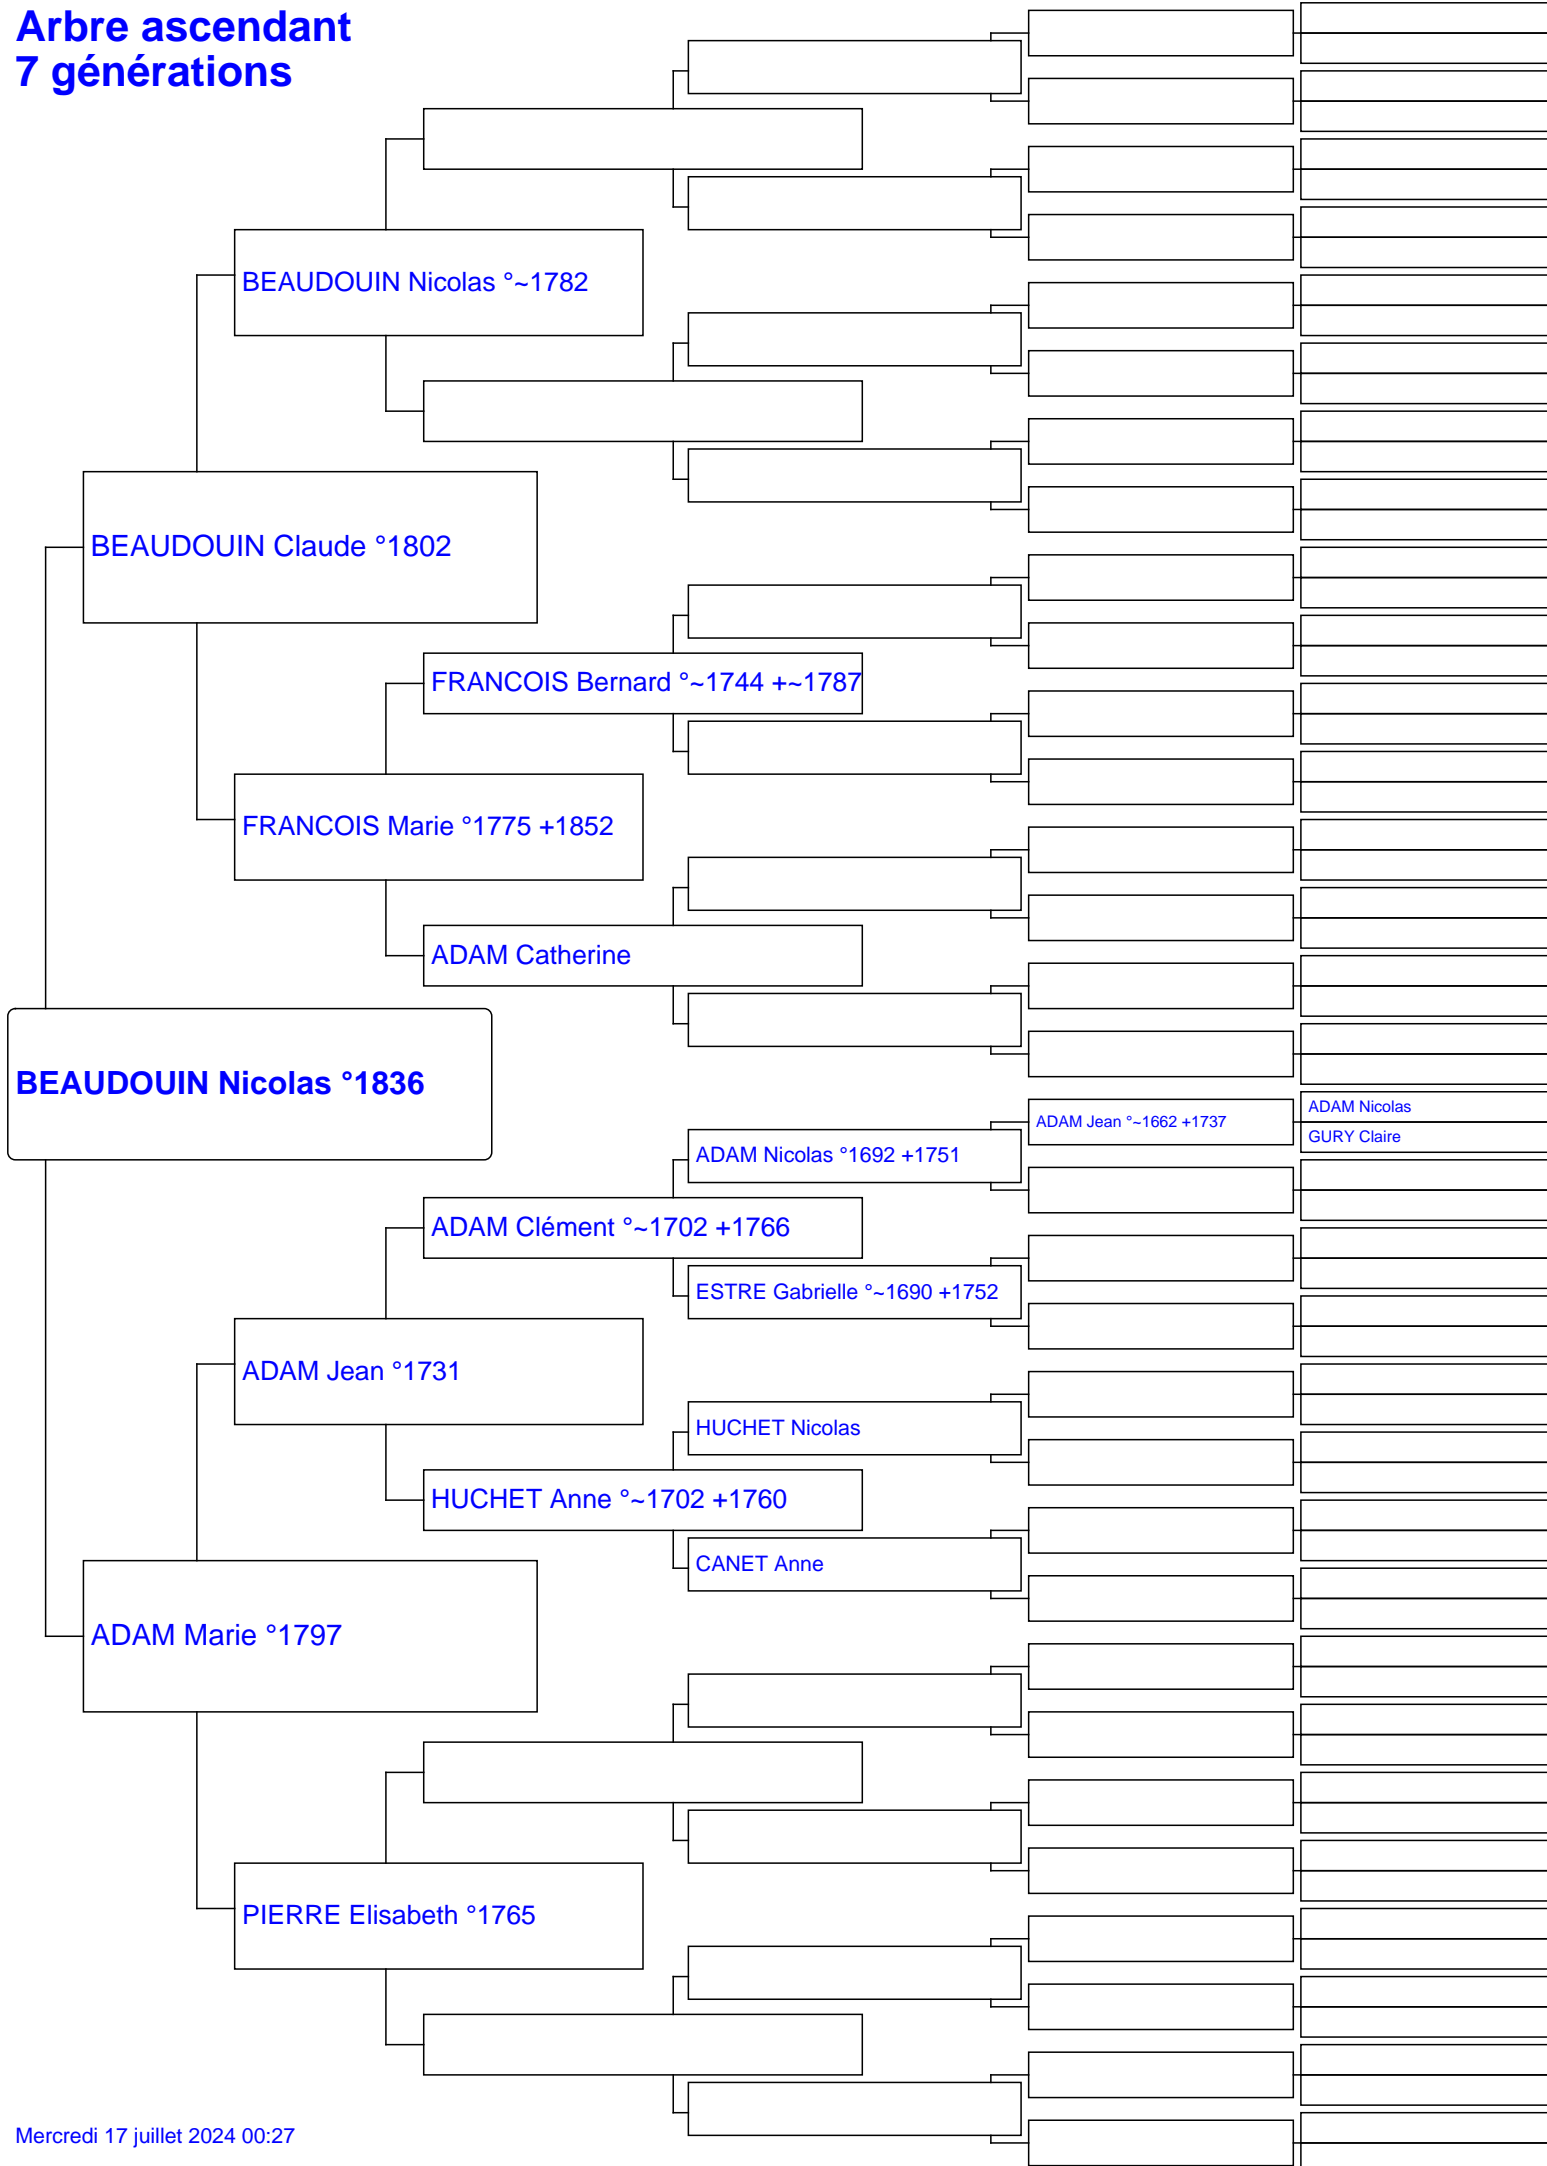 Arbre ascendant
7 générations
BEAUDOUIN Nicolas °~1782
BEAUDOUIN Claude °1802
FRANCOIS Bernard °~1744 +~1787
FRANCOIS Marie °1775 +1852
ADAM Catherine
BEAUDOUIN Nicolas °1836
ADAM Nicolas
ADAM Jean °~1662 +1737
GURY Claire
ADAM Nicolas °1692 +1751
ADAM Clément °~1702 +1766
ESTRE Gabrielle °~1690 +1752
ADAM Jean °1731
HUCHET Nicolas
HUCHET Anne °~1702 +1760
CANET Anne
ADAM Marie °1797
PIERRE Elisabeth °1765
Mercredi 17 juillet 2024 00:27